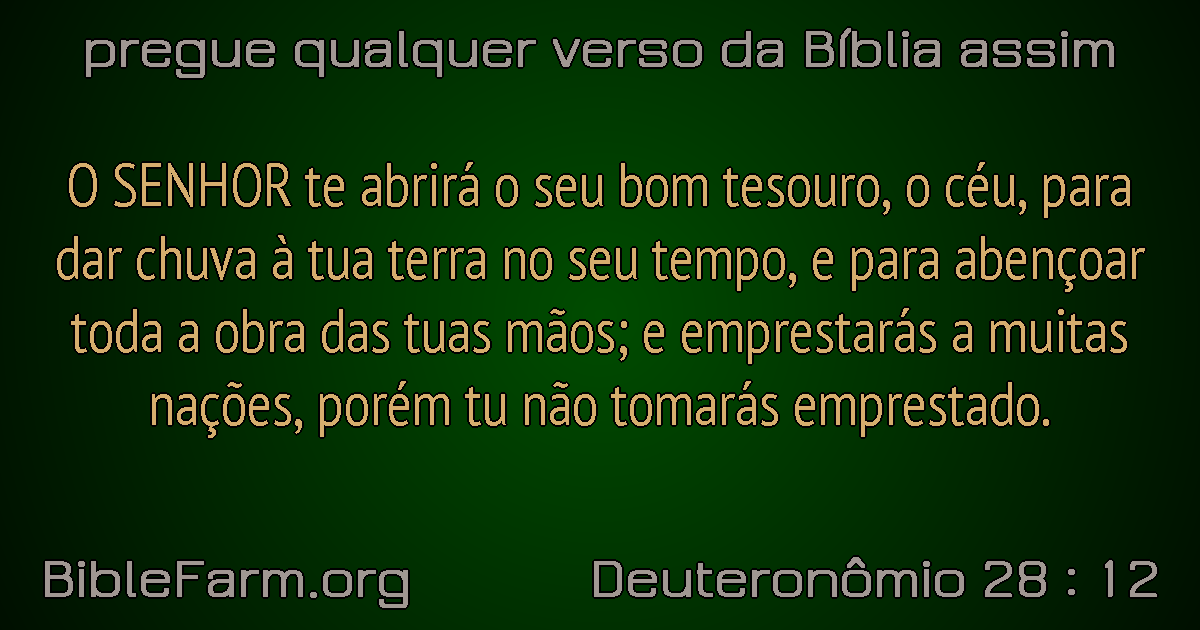 pregue qualquer verso da Bíblia assim
O SENHOR te abrirá o seu bom tesouro, o céu, para
dar chuva à tua terra no seu tempo, e para abençoar
toda a obra das tuas mãos; e emprestarás a muitas
nações, porém tu não tomarás emprestado.
BibleFarm.org
Deuteronômio 28 : 12